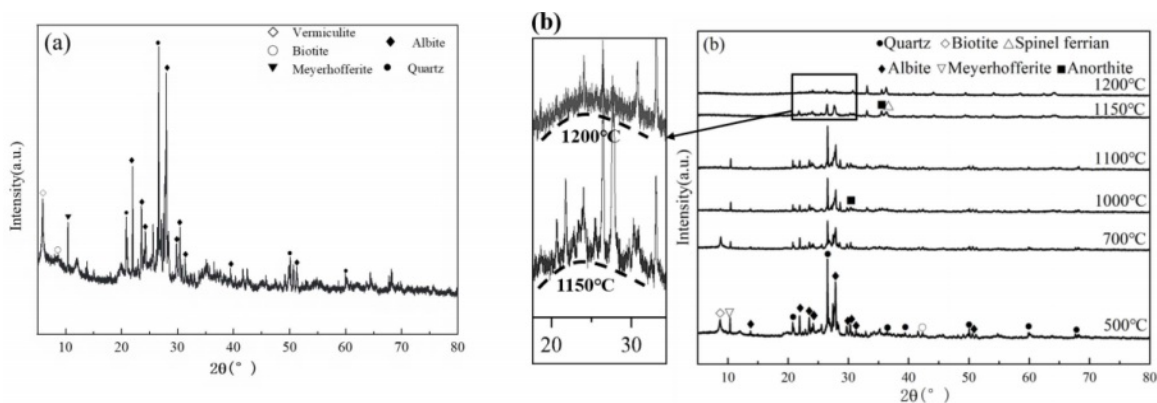 (a)
◇ Vermiculite
○ Biotite
▼ Meyerhofferite
◆ Albite
● Quartz
Intensity(a.u.)
10 20 30 40 50 60 70 80
2θ(°)
(b)
1200℃
1150℃
20 30
(b)
●Quartz ◇Biotite △Spinel ferrian
◆Albite ▽Meyerhofferite ■Anorthite
1200℃
1150℃
1100℃
1000℃
700℃
500℃
Intensity(a.u.)
10 20 30 40 50 60 70 80
2θ(°)